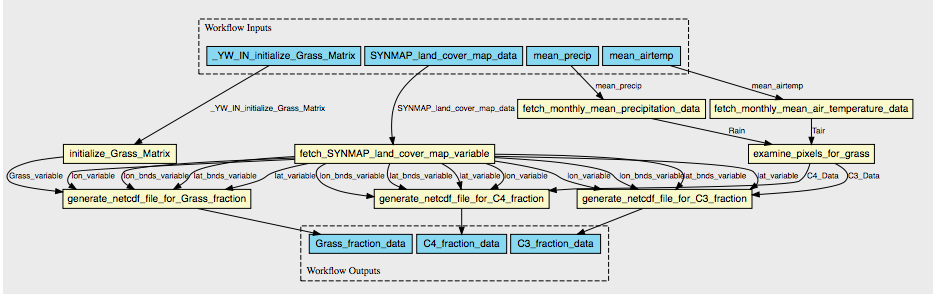 Workflow Inputs
_YW_IN_initialize_Grass_Matrix SYNMAP_land_cover_map_data mean_precip mean_airtemp
mean_precip mean_airtemp
_YW_IN_initialize_Grass_Matrix SYNMAP_land_cover_map_data fetch_monthly_mean_precipitation_data fetch_monthly_mean_air_temperature_data
Rain Tair
initialize_Grass_Matrix fetch_SYNMAP_land_cover_map_variable examine_pixels_for_grass
Grass_variable lon_variable lon_bnds_variable lat_bnds_variable lat_variable lon_bnds_variable lat_bnds_variable lat_variable lon_variable lon_variable lon_bnds_variable lat_bnds_variable lat_variable C4_Data C3_Data
generate_netcdf_file_for_Grass_fraction generate_netcdf_file_for_C4_fraction generate_netcdf_file_for_C3_fraction
Grass_fraction_data C4_fraction_data C3_fraction_data
Workflow Outputs